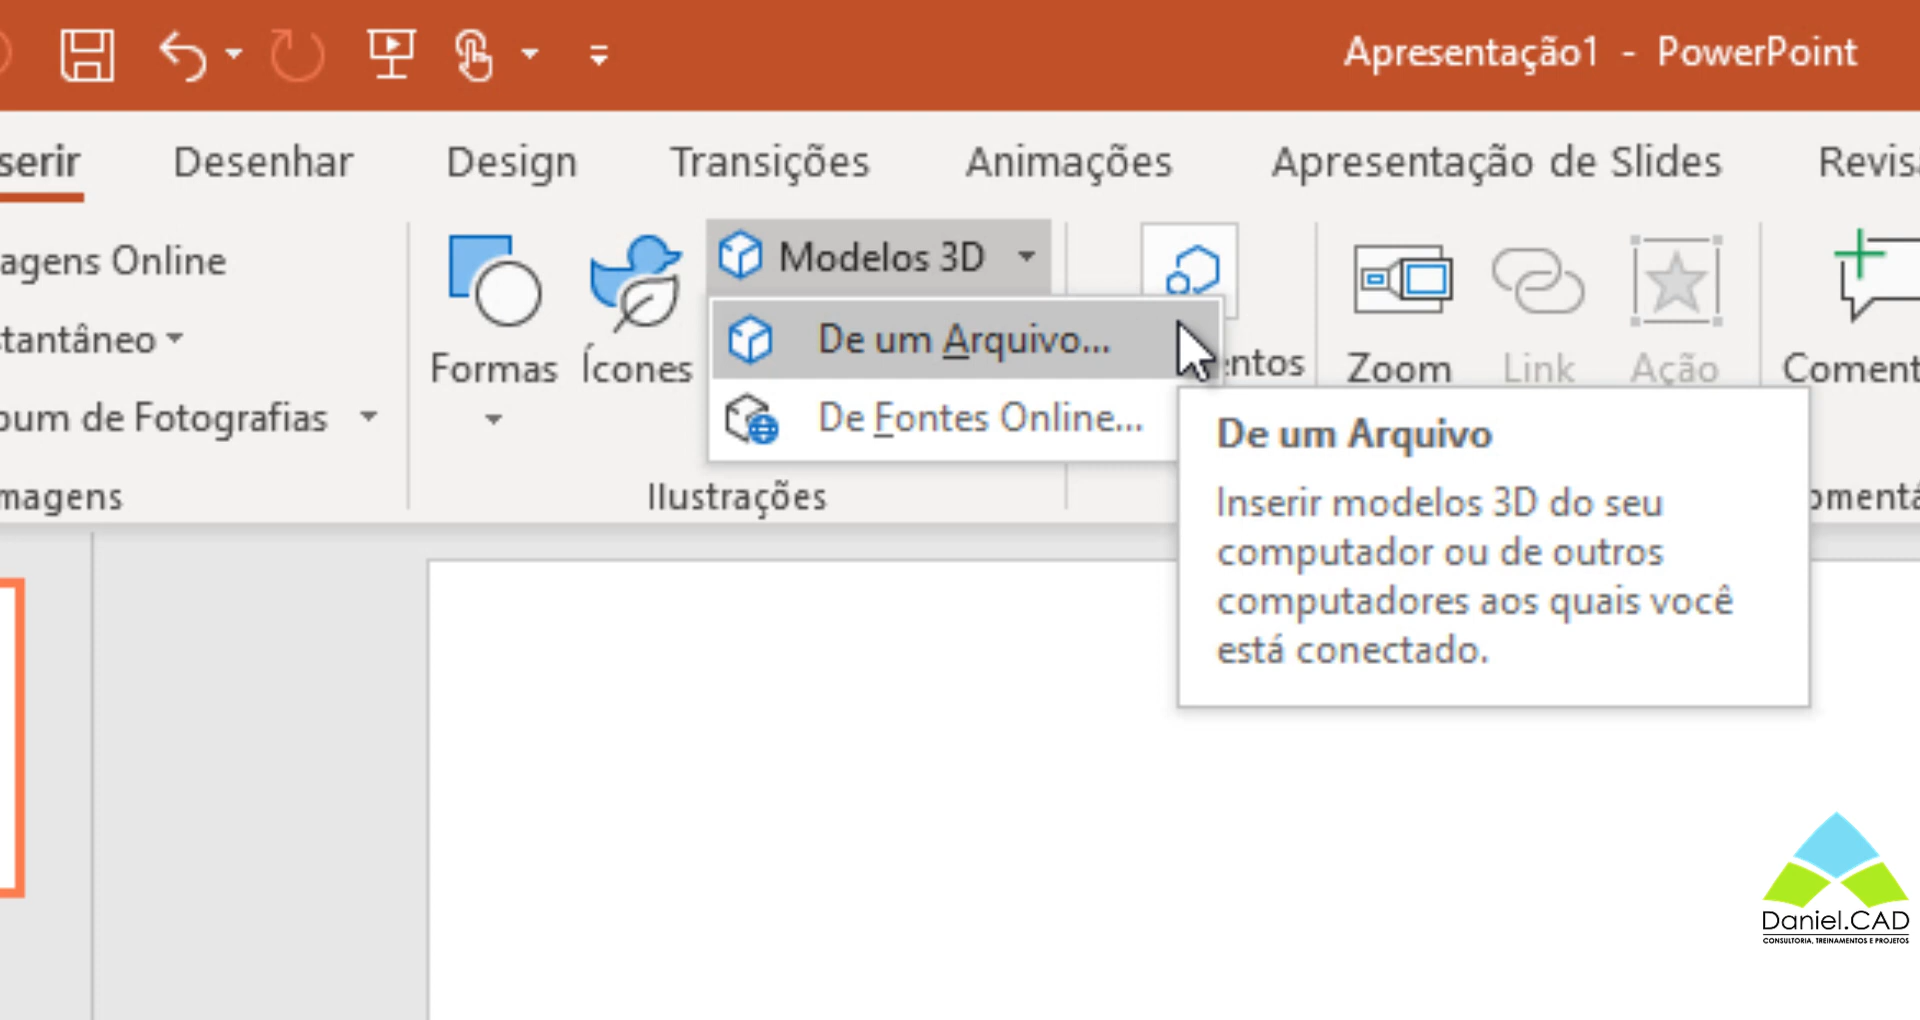 Apresentação1 - PowerPoint
serir Desenhar Design Transições Animações Apresentação de Slides Revis
agens Online
tantâneo
bum de Fotografias
magens
Formas
Ícones
Modelos 3D
De um Arquivo...
De Fontes Online...
Ilustrações
ntos
Zoom
Link
Ação
Coment
omentá
De um Arquivo
Inserir modelos 3D do seu
computador ou de outros
computadores aos quais você
está conectado.
Daniel.CAD
CONSULTORIA, TREINAMENTOS E PROJETOS